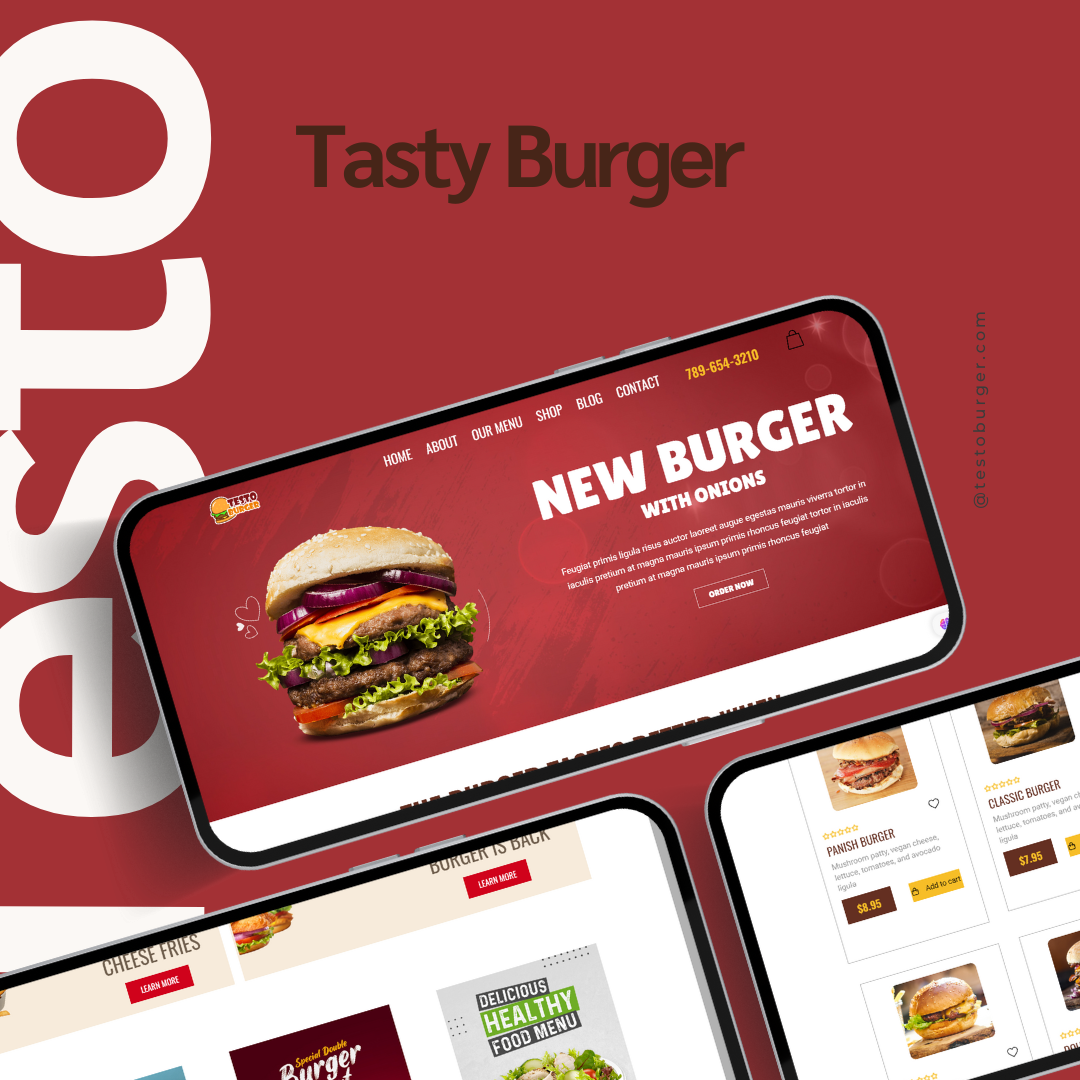 Testo
Tasty Burger
@testoburger.com
TESTO
BURGER
HOME ABOUT OUR MENU SHOP BLOG CONTACT 789-654-3210
NEW BURGER
WITH ONIONS
Feugiat primis ligula risus auctor laoreet augue egestas mauris viverra tortor in
iaculis pretium at magna mauris ipsum primis rhoncus feugiat tortor in iaculis
pretium at magna mauris ipsum primis rhoncus feugiat
ORDER NOW
BURGER IS BACK
LEARN MORE
CHEESE FRIES
LEARN MORE
Special Double
Burger
DELICIOUS
HEALTHY
FOOD MENU
PANISH BURGER
Mushroom patty, vegan cheese,
lettuce, tomatoes, and avocado
ligula
$8.95
Add to cart
CLASSIC BURGER
Mushroom patty, vegan
lettuce, tomatoes, and
ligula
$7.95